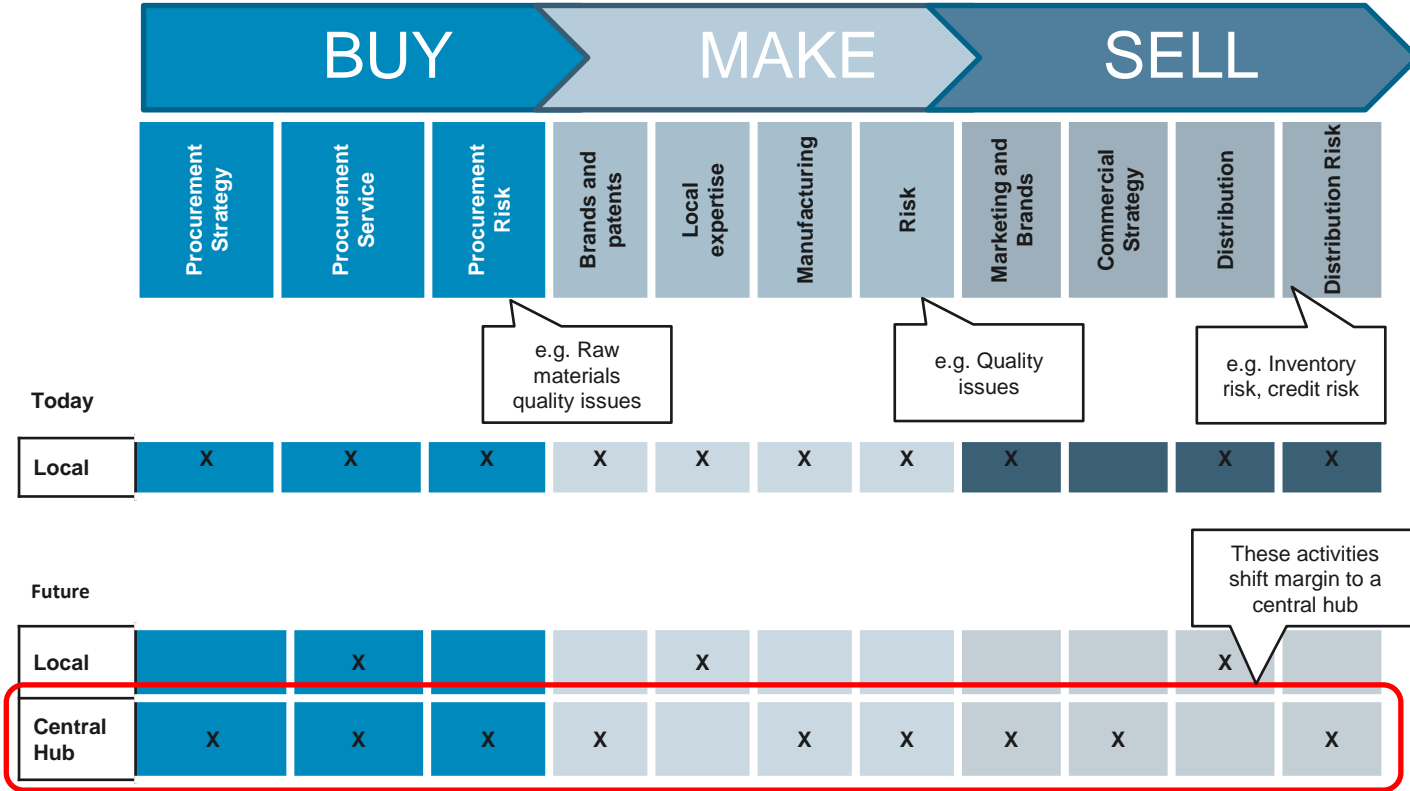 BUY
MAKE
SELL
Procurement
Strategy
Procurement
Service
Procurement
Risk
Brands and
patents
Local
expertise
Manufacturing
Risk
Marketing and
Brands
Commercial
Strategy
Distribution
Distribution Risk
e.g. Raw
materials
quality issues
e.g. Quality
issues
e.g. Inventory
risk, credit risk
Today
Local
X X X X X X X X X X
These activities
shift margin to a
central hub
Future
Local
X X X
Central
Hub
X X X X X X X X X